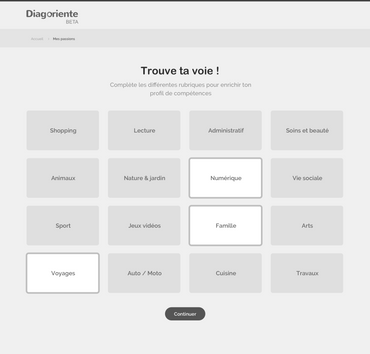 Diagoriente
BETA
Accueil > Mes passions
Trouve ta voie !
Complète les différentes rubriques pour enrichir ton
profil de compétences
Shopping
Lecture
Administratif
Soins et beauté
Animaux
Nature & jardin
Numérique
Vie sociale
Sport
Jeux vidéos
Famille
Arts
Voyages
Auto / Moto
Cuisine
Travaux
Continuer